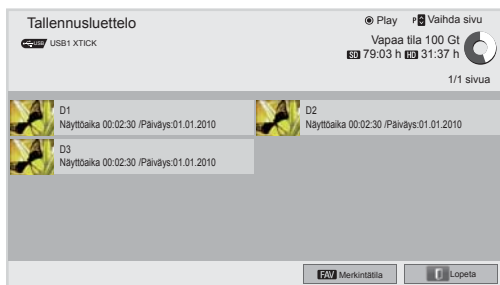 Tallennusluettelo
◉ Play P Vaihda sivu
USB USB1 XTICK
Vapaa tila 100 Gt
SD 79:03 h HD 31:37 h
1/1 sivua
D1
Näyttöaika 00:02:30 /Päiväys:01.01.2010
D2
Näyttöaika 00:02:30 /Päiväys:01.01.2010
D3
Näyttöaika 00:02:30 /Päiväys:01.01.2010
FAV Merkintätila
Lopeta